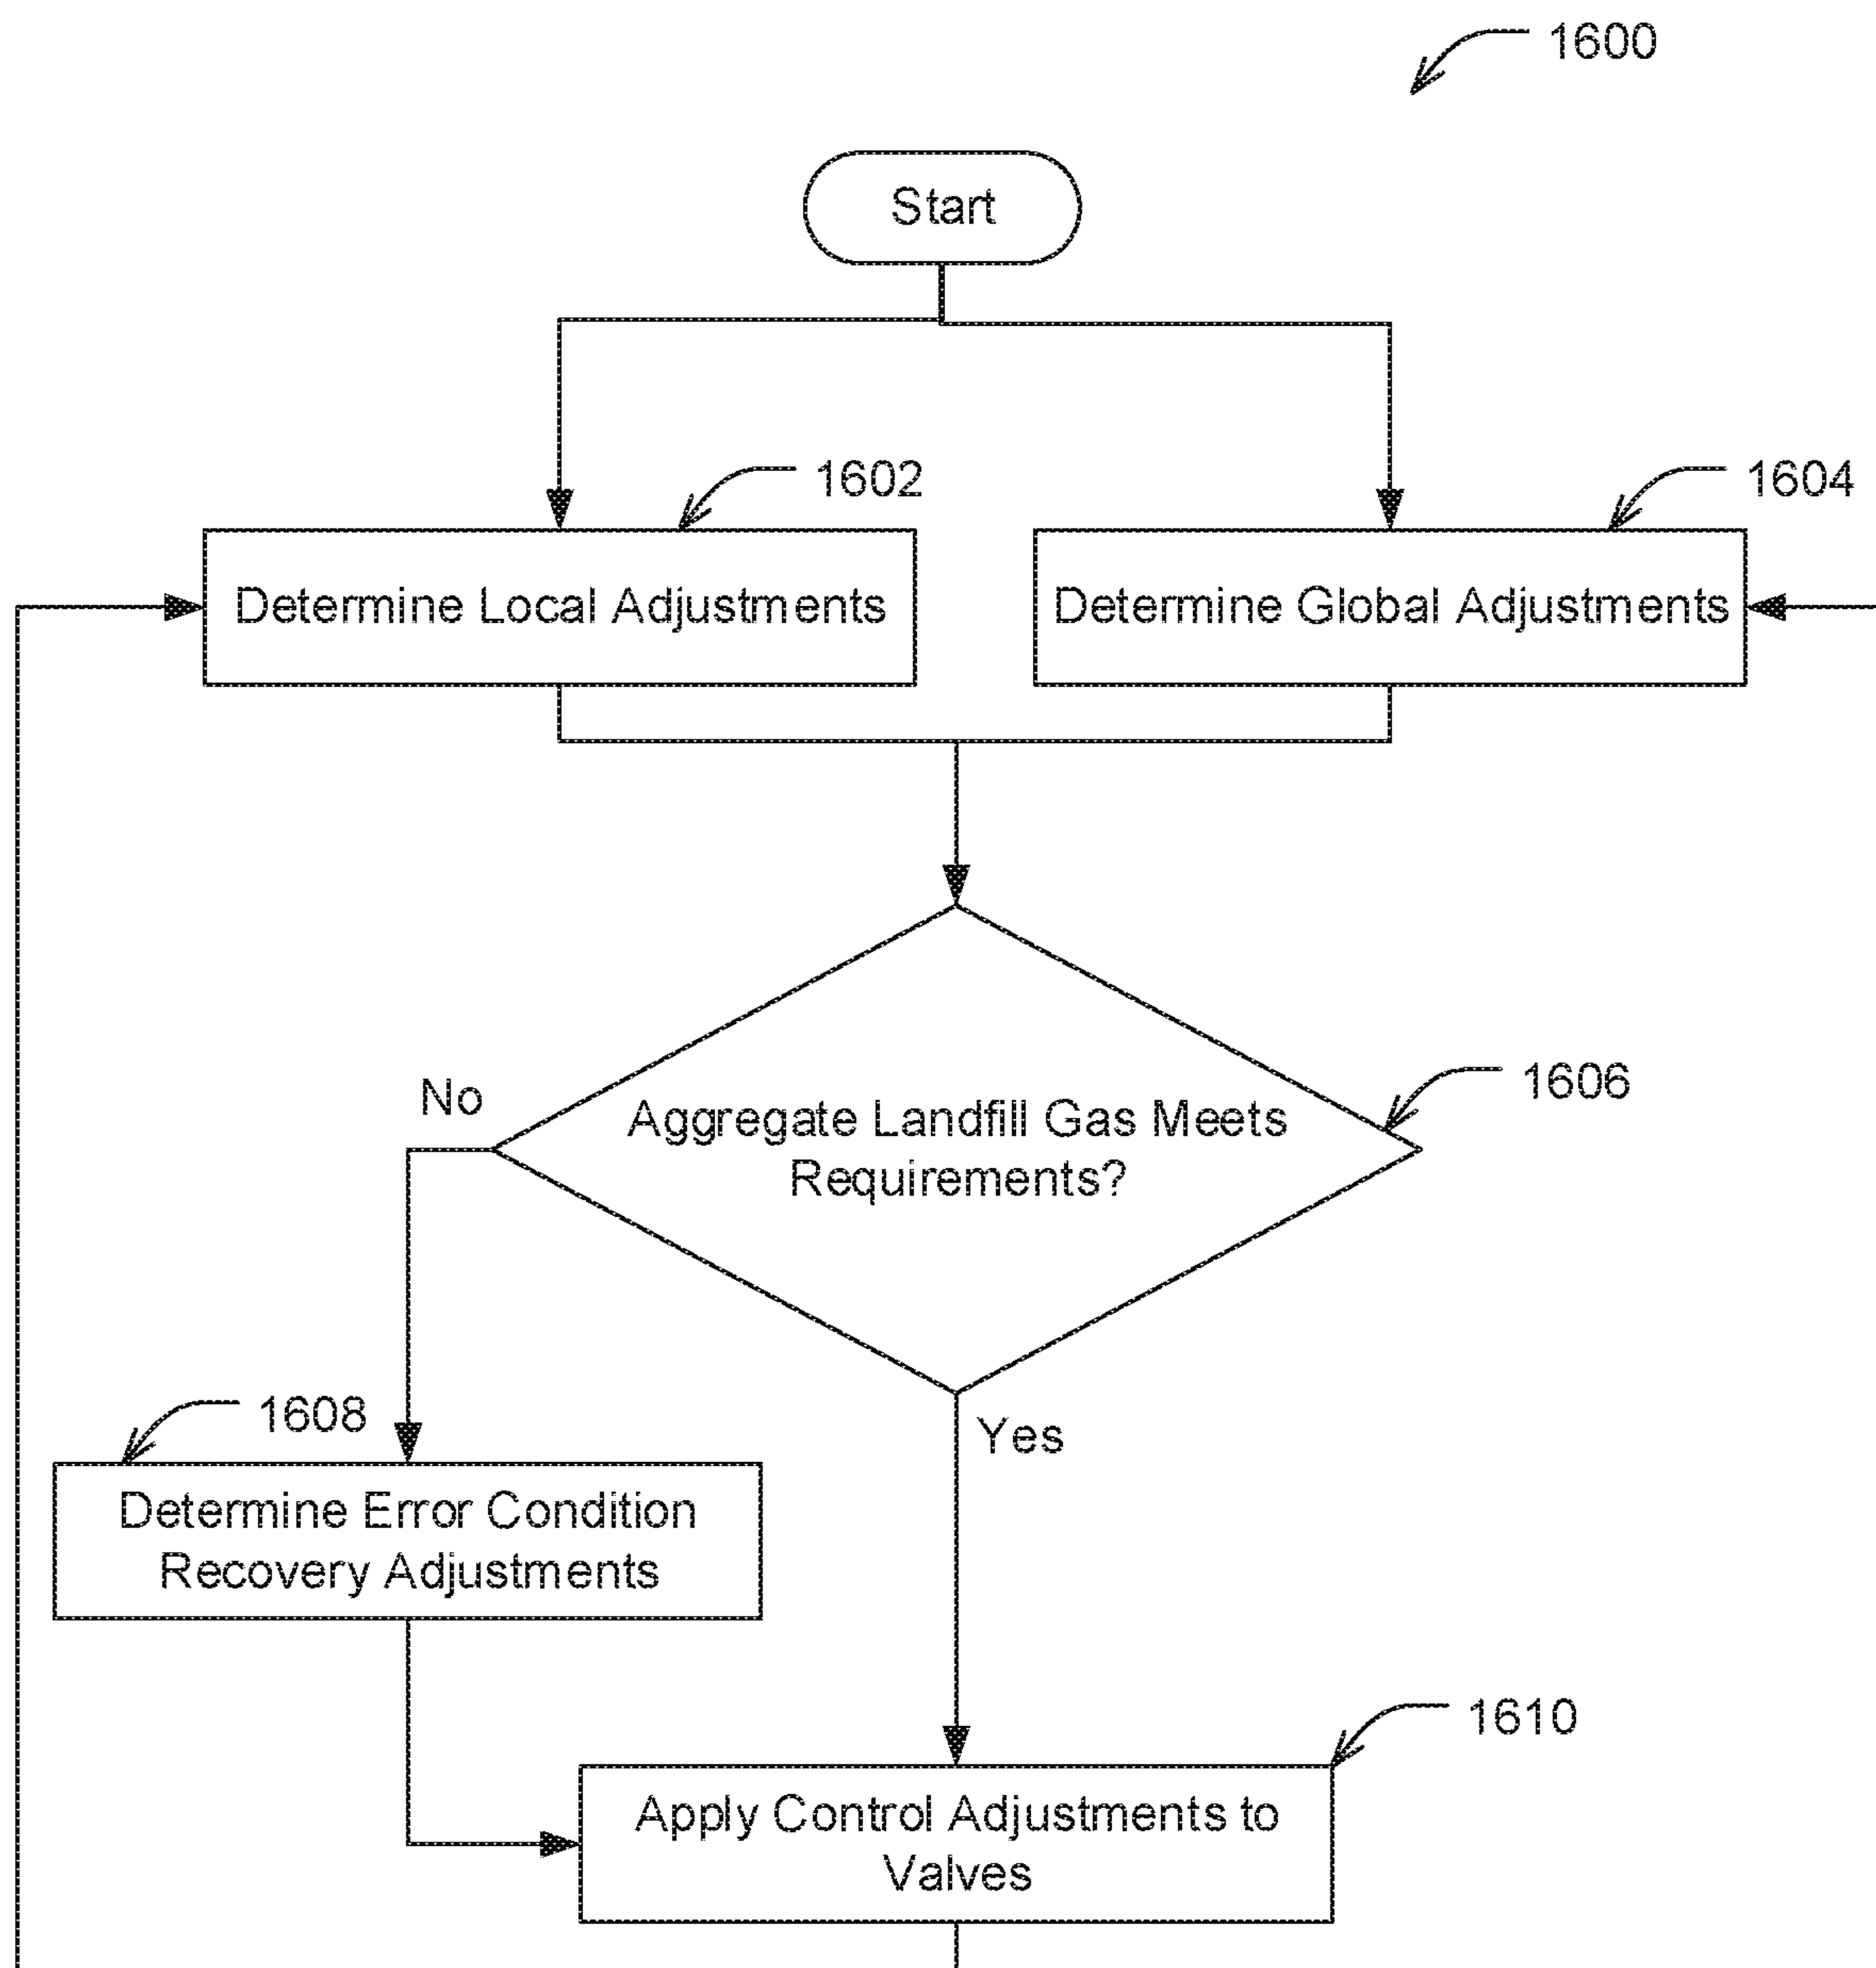 1600
Start
1602
1604
Determine Local Adjustments
Determine Global Adjustments
No
1606
Aggregate Landfill Gas Meets
Requirements?
1608
Yes
Determine Error Condition
Recovery Adjustments
1610
Apply Control Adjustments to
Valves